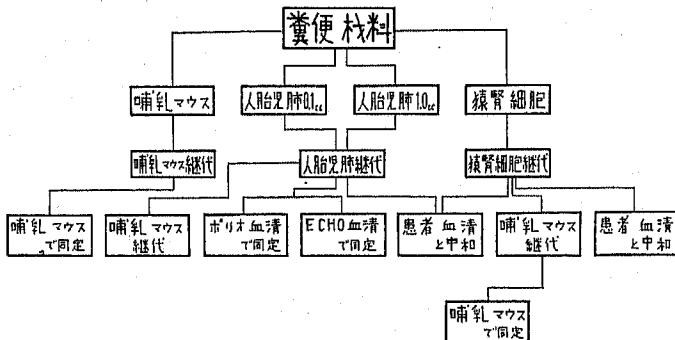 糞便材料
哺乳マウス
人胎児肺0.1cc
人胎児肺1.0cc
猿腎細胞
哺乳マウス継代
人胎児肺継代
猿腎細胞継代
哺乳マウス
で同定
哺乳マウス
継代
ポリオ血清
で同定
ECHO血清
で同定
患者血清
と中和
哺乳マウス
継代
患者血清
と中和
哺乳マウス
で同定